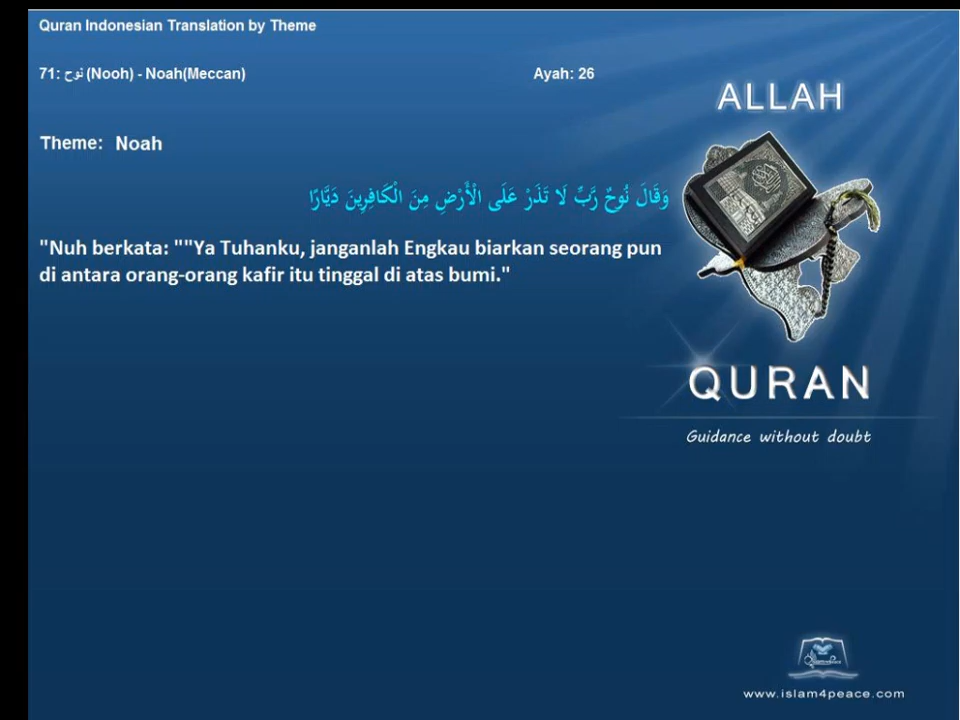 Quran Indonesian Translation by Theme
71: نوح (Nooh) - Noah(Meccan)
Ayah: 26
Theme: Noah
وَقَالَ نُوحٌ رَّبِّ لَا تَذَرْ عَلَى الْأَرْضِ مِنَ الْكَافِرِينَ دَيَّارًا
"Nuh berkata: ""Ya Tuhanku, janganlah Engkau biarkan seorang pun
di antara orang-orang kafir itu tinggal di atas bumi."
ALLAH
QURAN
Guidance without doubt
www.islam4peace.com